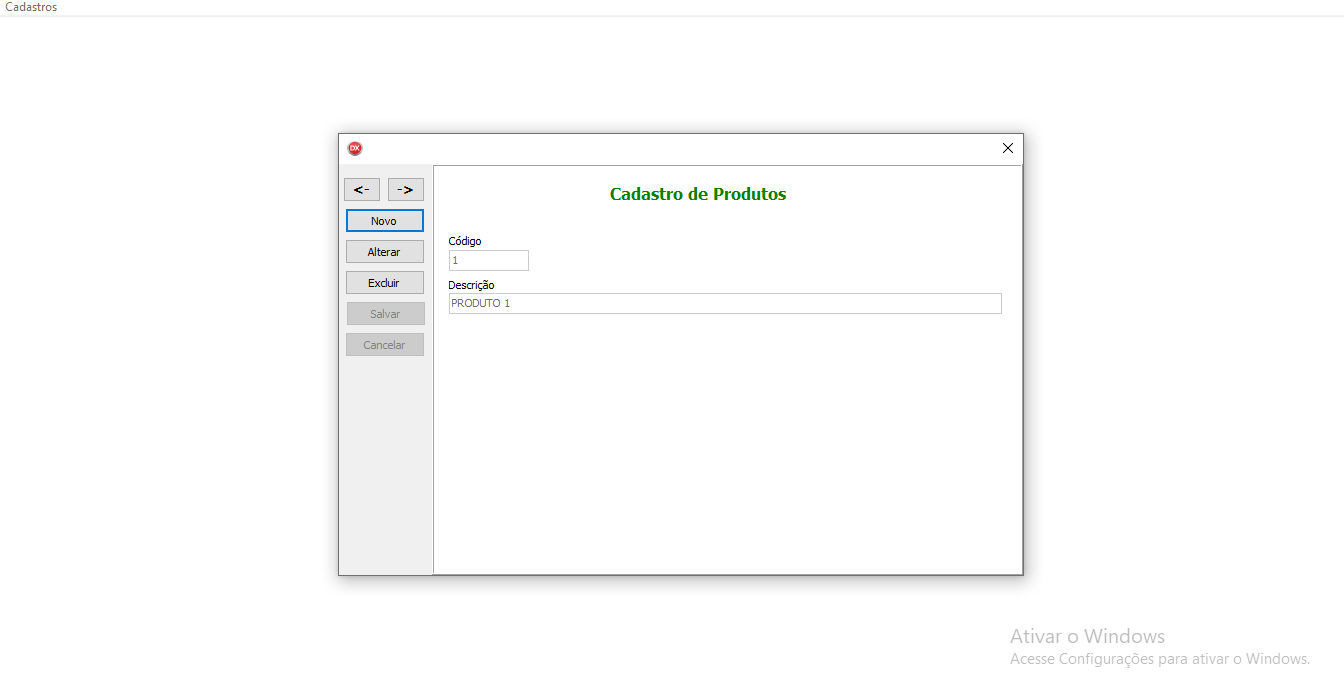 Cadastros
DX
<- ->
Novo
Alterar
Excluir
Salvar
Cancelar
Cadastro de Produtos
Código
1
Descrição
PRODUTO 1
Ativar o Windows
Acesse Configurações para ativar o Windows.